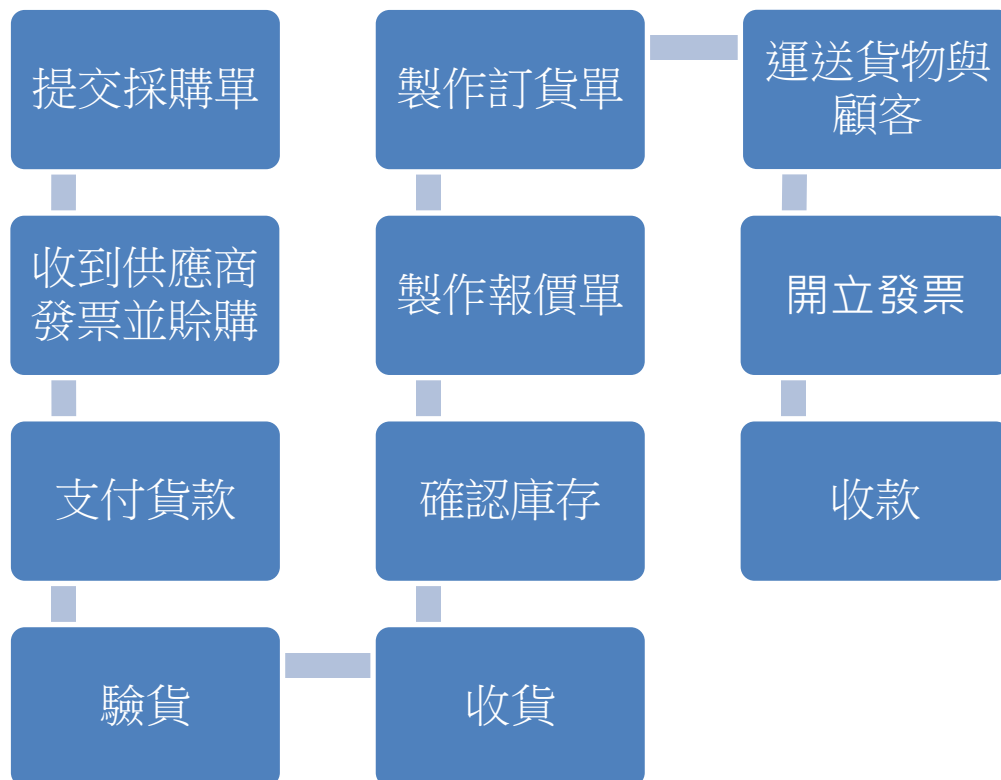 提交採購單
收到供應商
發票並賒購
支付貨款
驗貨
收貨
確認庫存
製作報價單
製作訂貨單
運送貨物與
顧客
開立發票
收款